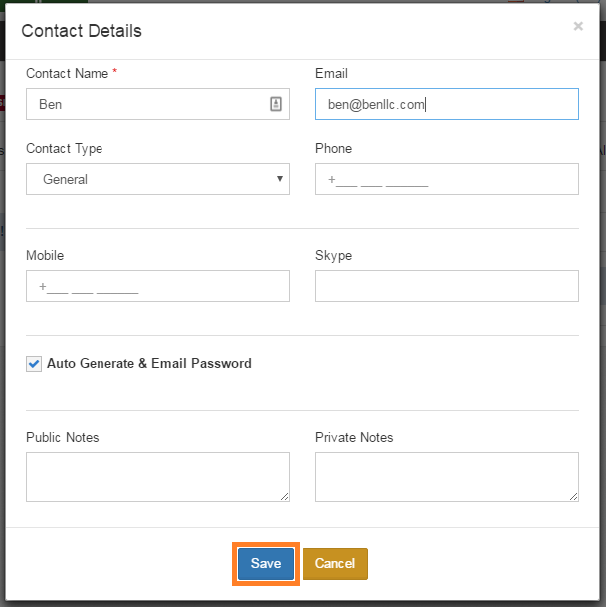 Contact Details
×
Contact Name * Email
Ben ben@benllc.com
Contact Type Phone
General +___ ___ ______
Mobile Skype
+___ ___ ______
Auto Generate & Email Password
Public Notes Private Notes
Save Cancel